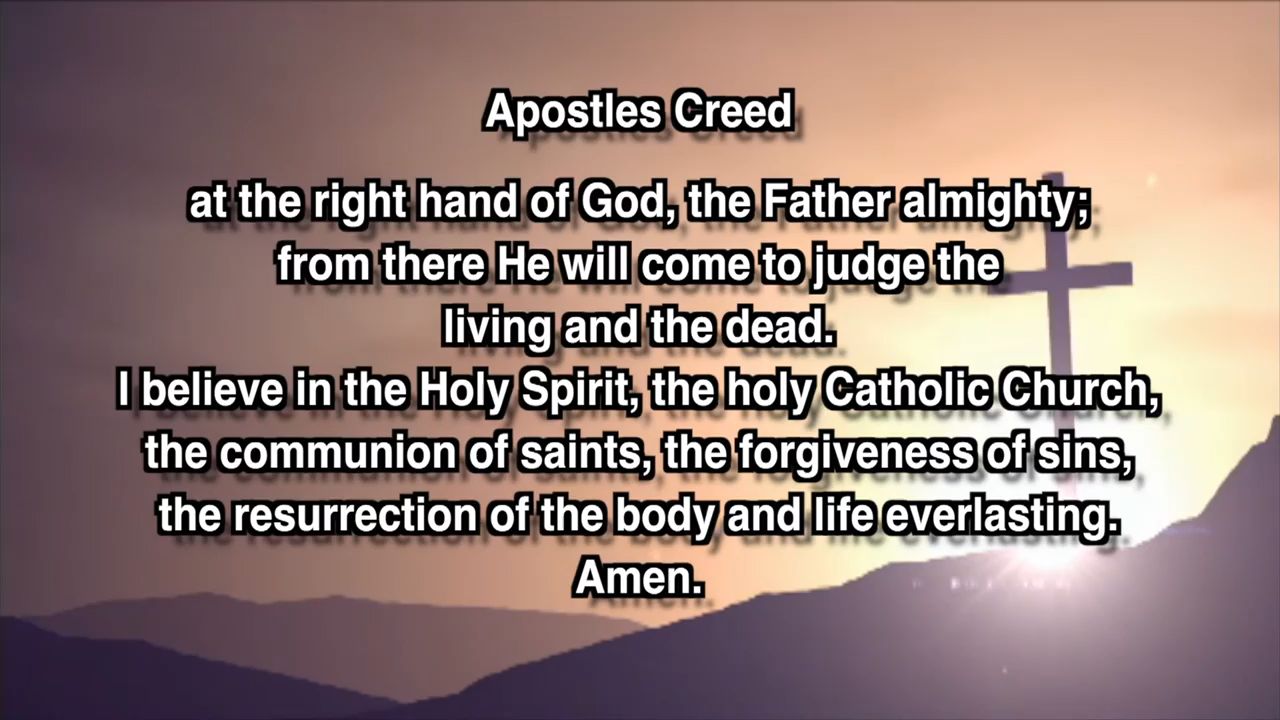 Apostles Creed
at the right hand of God, the Father almighty;
from there He will come to judge the
living and the dead.
I believe in the Holy Spirit, the holy Catholic Church,
the communion of saints, the forgiveness of sins,
the resurrection of the body and life everlasting.
Amen.